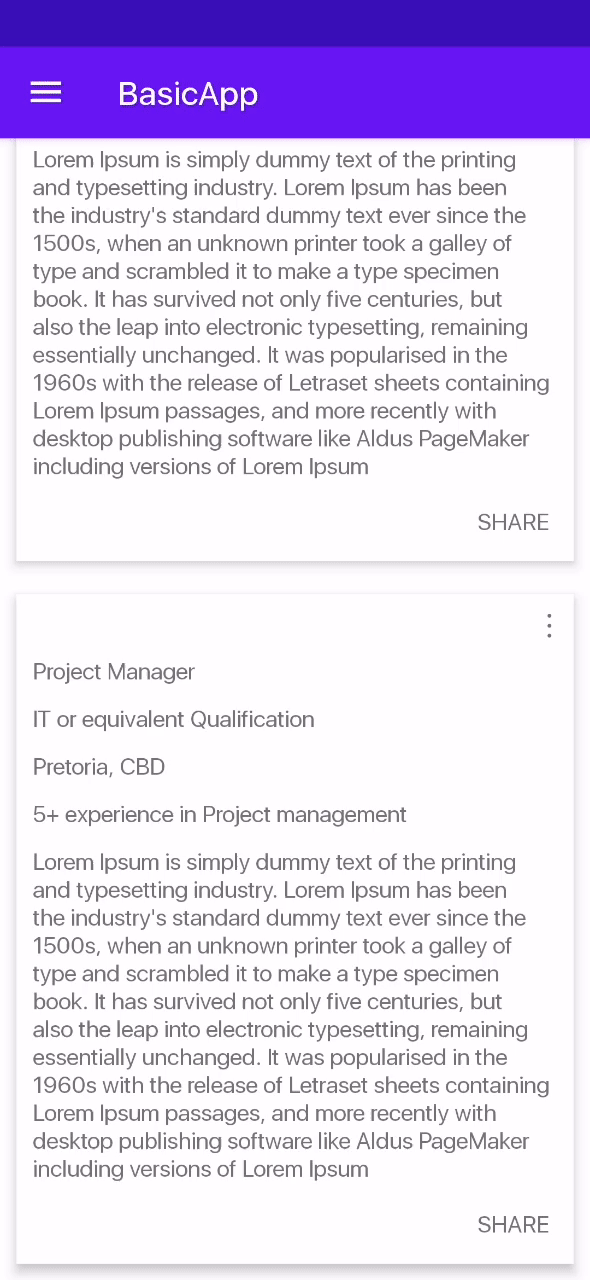 BasicApp
Lorem Ipsum is simply dummy text of the printing
and typesetting industry. Lorem Ipsum has been
the industry's standard dummy text ever since the
1500s, when an unknown printer took a galley of
type and scrambled it to make a type specimen
book. It has survived not only five centuries, but
also the leap into electronic typesetting, remaining
essentially unchanged. It was popularised in the
1960s with the release of Letraset sheets containing
Lorem Ipsum passages, and more recently with
desktop publishing software like Aldus PageMaker
including versions of Lorem Ipsum
SHARE
Project Manager
IT or equivalent Qualification
Pretoria, CBD
5+ experience in Project management
Lorem Ipsum is simply dummy text of the printing
and typesetting industry. Lorem Ipsum has been
the industry's standard dummy text ever since the
1500s, when an unknown printer took a galley of
type and scrambled it to make a type specimen
book. It has survived not only five centuries, but
also the leap into electronic typesetting, remaining
essentially unchanged. It was popularised in the
1960s with the release of Letraset sheets containing
Lorem Ipsum passages, and more recently with
desktop publishing software like Aldus PageMaker
including versions of Lorem Ipsum
SHARE